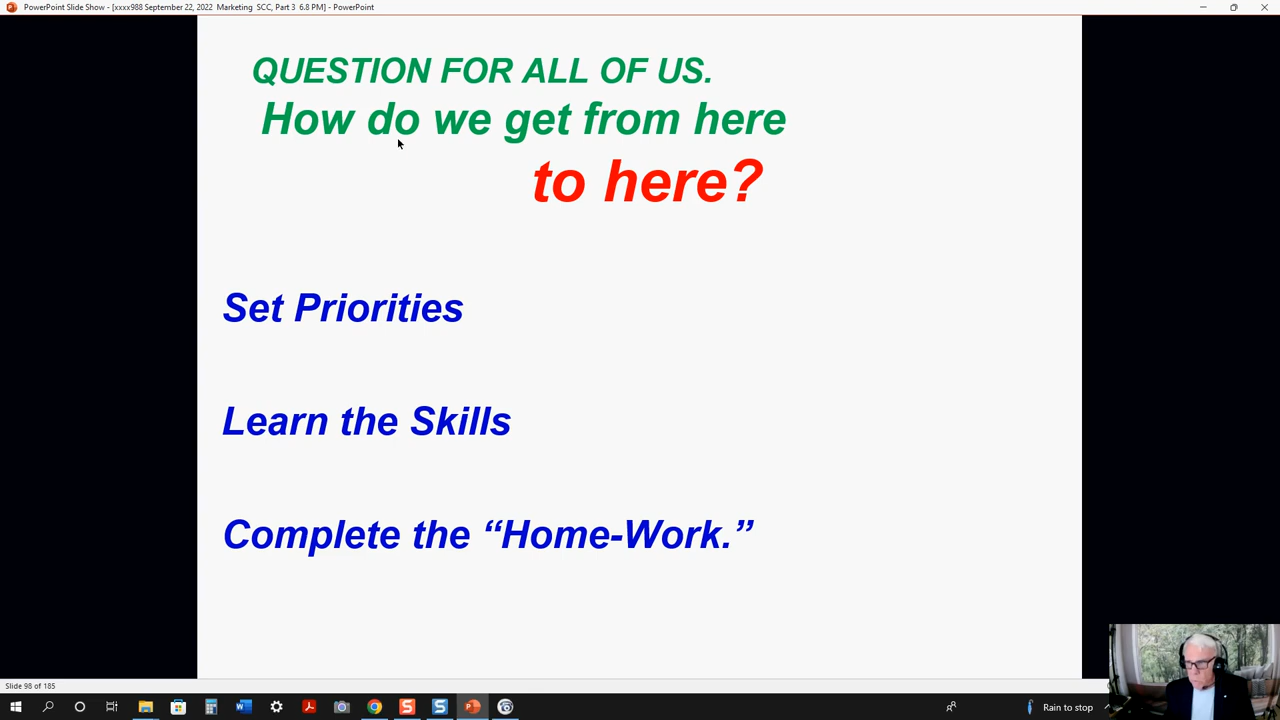 PowerPoint Slide Show - [xxxx988 September 22, 2022  Marketing  SCC, Part 3  6.8 PM] - PowerPoint
QUESTION FOR ALL OF US.
How do we get from here
to here?
Set Priorities
Learn the Skills
Complete the “Home-Work.”
Slide 98 of 185
Rain to stop